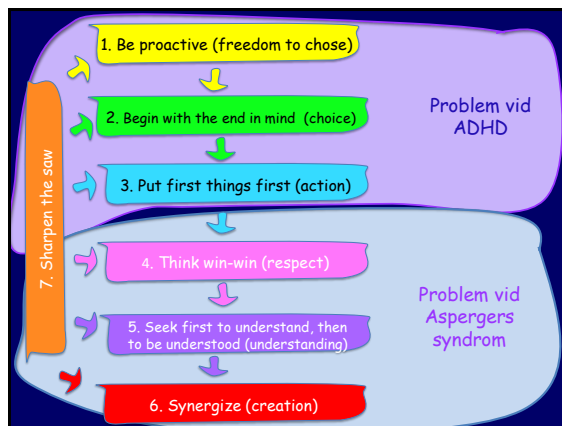 1. Be proactive (freedom to chose)
2. Begin with the end in mind (choice)
Problem vid
ADHD
3. Put first things first (action)
7. Sharpen the saw
4. Think win-win (respect)
Problem vid
Aspergers
syndrom
5. Seek first to understand, then
to be understood (understanding)
6. Synergize (creation)